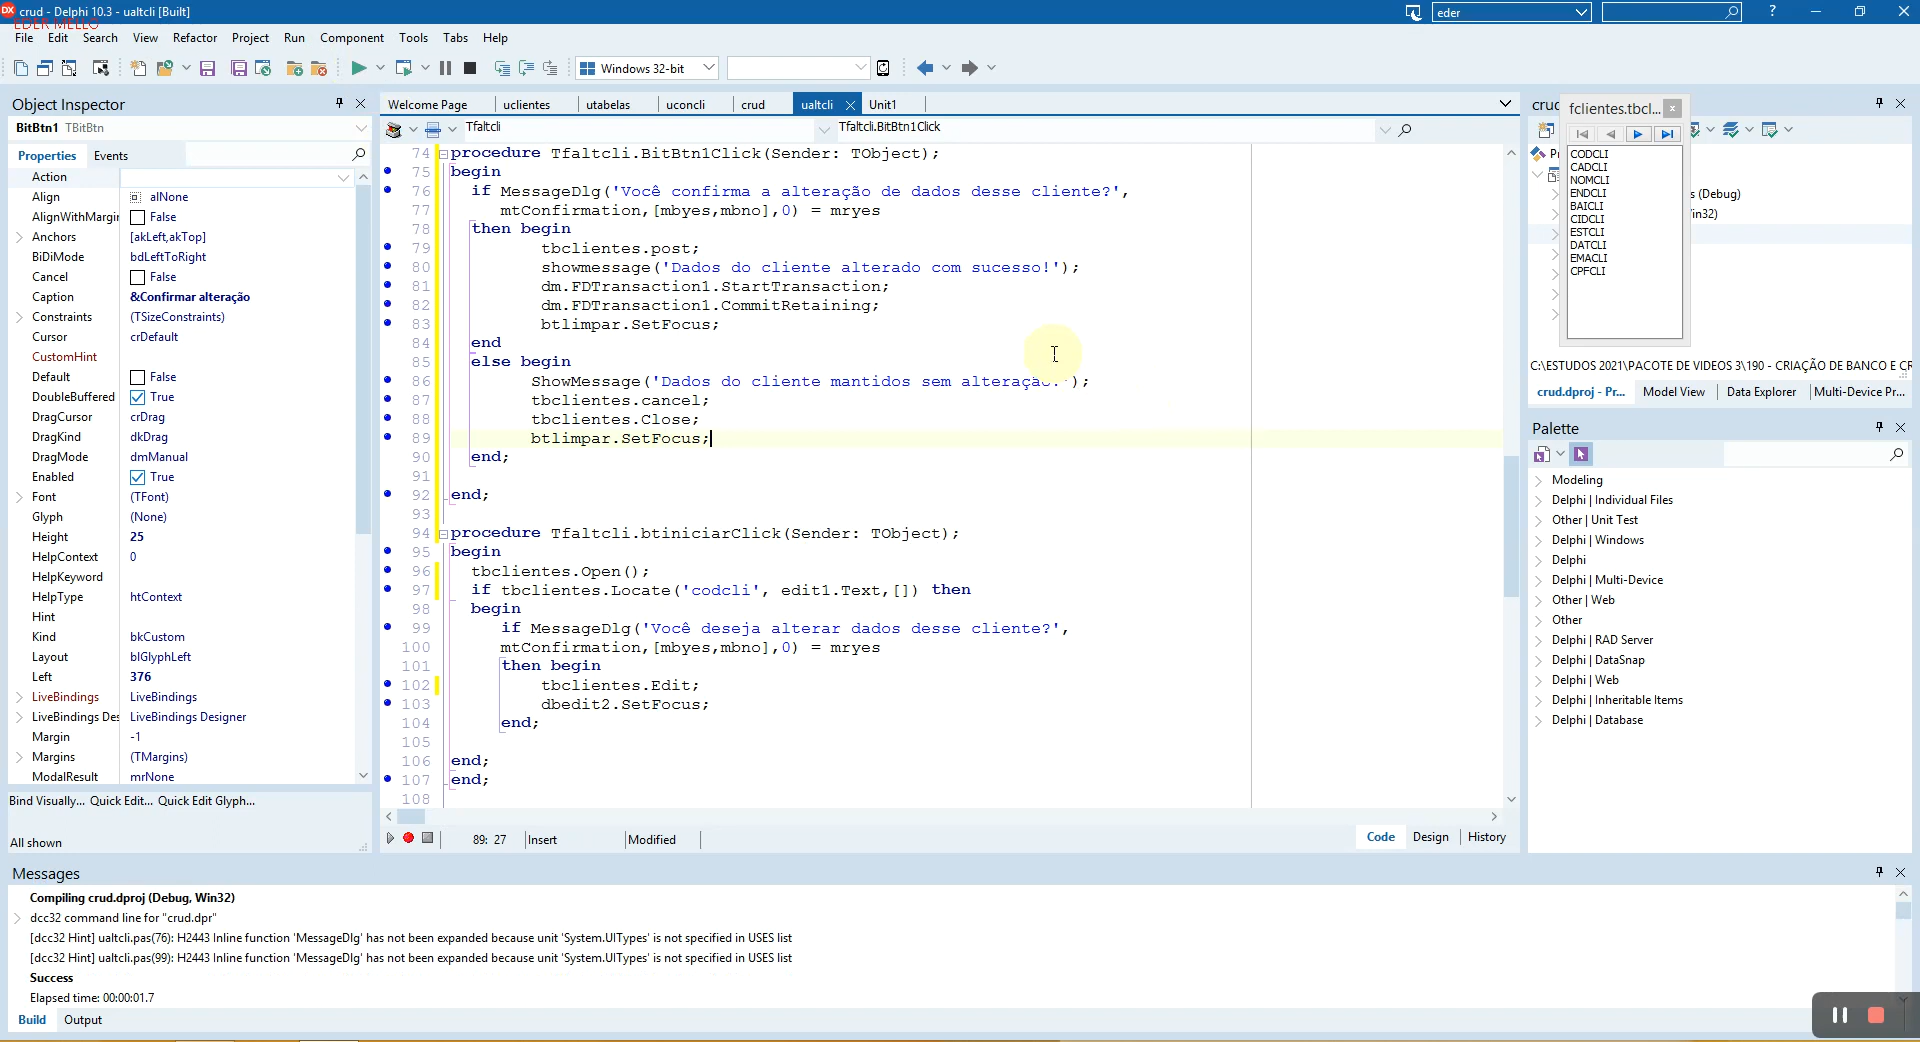 crud - Delphi 10.3 - ualtcli [Built]
eder
?
EDER MELLO
File Edit Search View Refactor Project Run Component Tools Tabs Help
Windows 32-bit
Object Inspector
BitBtn1 TBitBtn
Properties Events
Action
Align alNone
AlignWithMargin False
Anchors [akLeft,akTop]
BiDiMode bdLeftToRight
Cancel False
Caption &Confirmar alteração
Constraints (TSizeConstraints)
Cursor crDefault
CustomHint
Default False
DoubleBuffered True
DragCursor crDrag
DragKind dkDrag
DragMode dmManual
Enabled True
Font (TFont)
Glyph (None)
Height 25
HelpContext 0
HelpKeyword
HelpType htContext
Hint
Kind bkCustom
Layout blGlyphLeft
Left 376
LiveBindings LiveBindings
LiveBindings Des LiveBindings Designer
Margin -1
Margins (TMargins)
ModalResult mrNone
Bind Visually... Quick Edit... Quick Edit Glyph...
All shown
Welcome Page uclientes utabelas uconcli crud ualtcli Unit1
Tfaltcli Tfaltcli.BitBtn1Click
74 procedure Tfaltcli.BitBtn1Click(Sender: TObject);
75 begin
76 if MessageDlg('Você confirma a alteração de dados desse cliente?',
77 mtConfirmation,[mbyes,mbno],0) = mryes
78 then begin
79 tbclientes.post;
80 showmessage('Dados do cliente alterado com sucesso!');
81 dm.FDTransaction1.StartTransaction;
82 dm.FDTransaction1.CommitRetaining;
83 btlimpar.SetFocus;
84 end
85 else begin
86 ShowMessage('Dados do cliente mantidos sem alteração!');
87 tbclientes.cancel;
88 tbclientes.Close;
89 btlimpar.SetFocus;
90 end;
91
92 end;
93
94 procedure Tfaltcli.btiniciarClick(Sender: TObject);
95 begin
96 tbclientes.Open();
97 if tbclientes.Locate('codcli', edit1.Text,[]) then
98 begin
99 if MessageDlg('Você deseja alterar dados desse cliente?',
100 mtConfirmation,[mbyes,mbno],0) = mryes
101 then begin
102 tbclientes.Edit;
103 dbedit2.SetFocus;
104 end;
105
106 end;
107 end;
108
89: 27 Insert Modified
Code Design History
fclientes.tbcl...
CODCLI
CADCLI
NOMCLI
ENDCLI
BAICLI
CIDCLI
ESTCLI
DATCLI
EMACLI
CPFCLI
(Debug)
C:\ESTUDOS 2021\PACOTE DE VIDEOS 3\190 - CRIAÇÃO DE BANCO E CR
crud.dproj - Pr... Model View Data Explorer Multi-Device Pr...
Palette
Modeling
Delphi | Individual Files
Other | Unit Test
Delphi | Windows
Delphi
Delphi | Multi-Device
Other | Web
Other
Delphi | RAD Server
Delphi | DataSnap
Delphi | Web
Delphi | Inheritable Items
Delphi | Database
Messages
Compiling crud.dproj (Debug, Win32)
dcc32 command line for "crud.dpr"
[dcc32 Hint] ualtcli.pas(76): H2443 Inline function 'MessageDlg' has not been expanded because unit 'System.UITypes' is not specified in USES list
[dcc32 Hint] ualtcli.pas(99): H2443 Inline function 'MessageDlg' has not been expanded because unit 'System.UITypes' is not specified in USES list
Success
Elapsed time: 00:00:01.7
Build Output